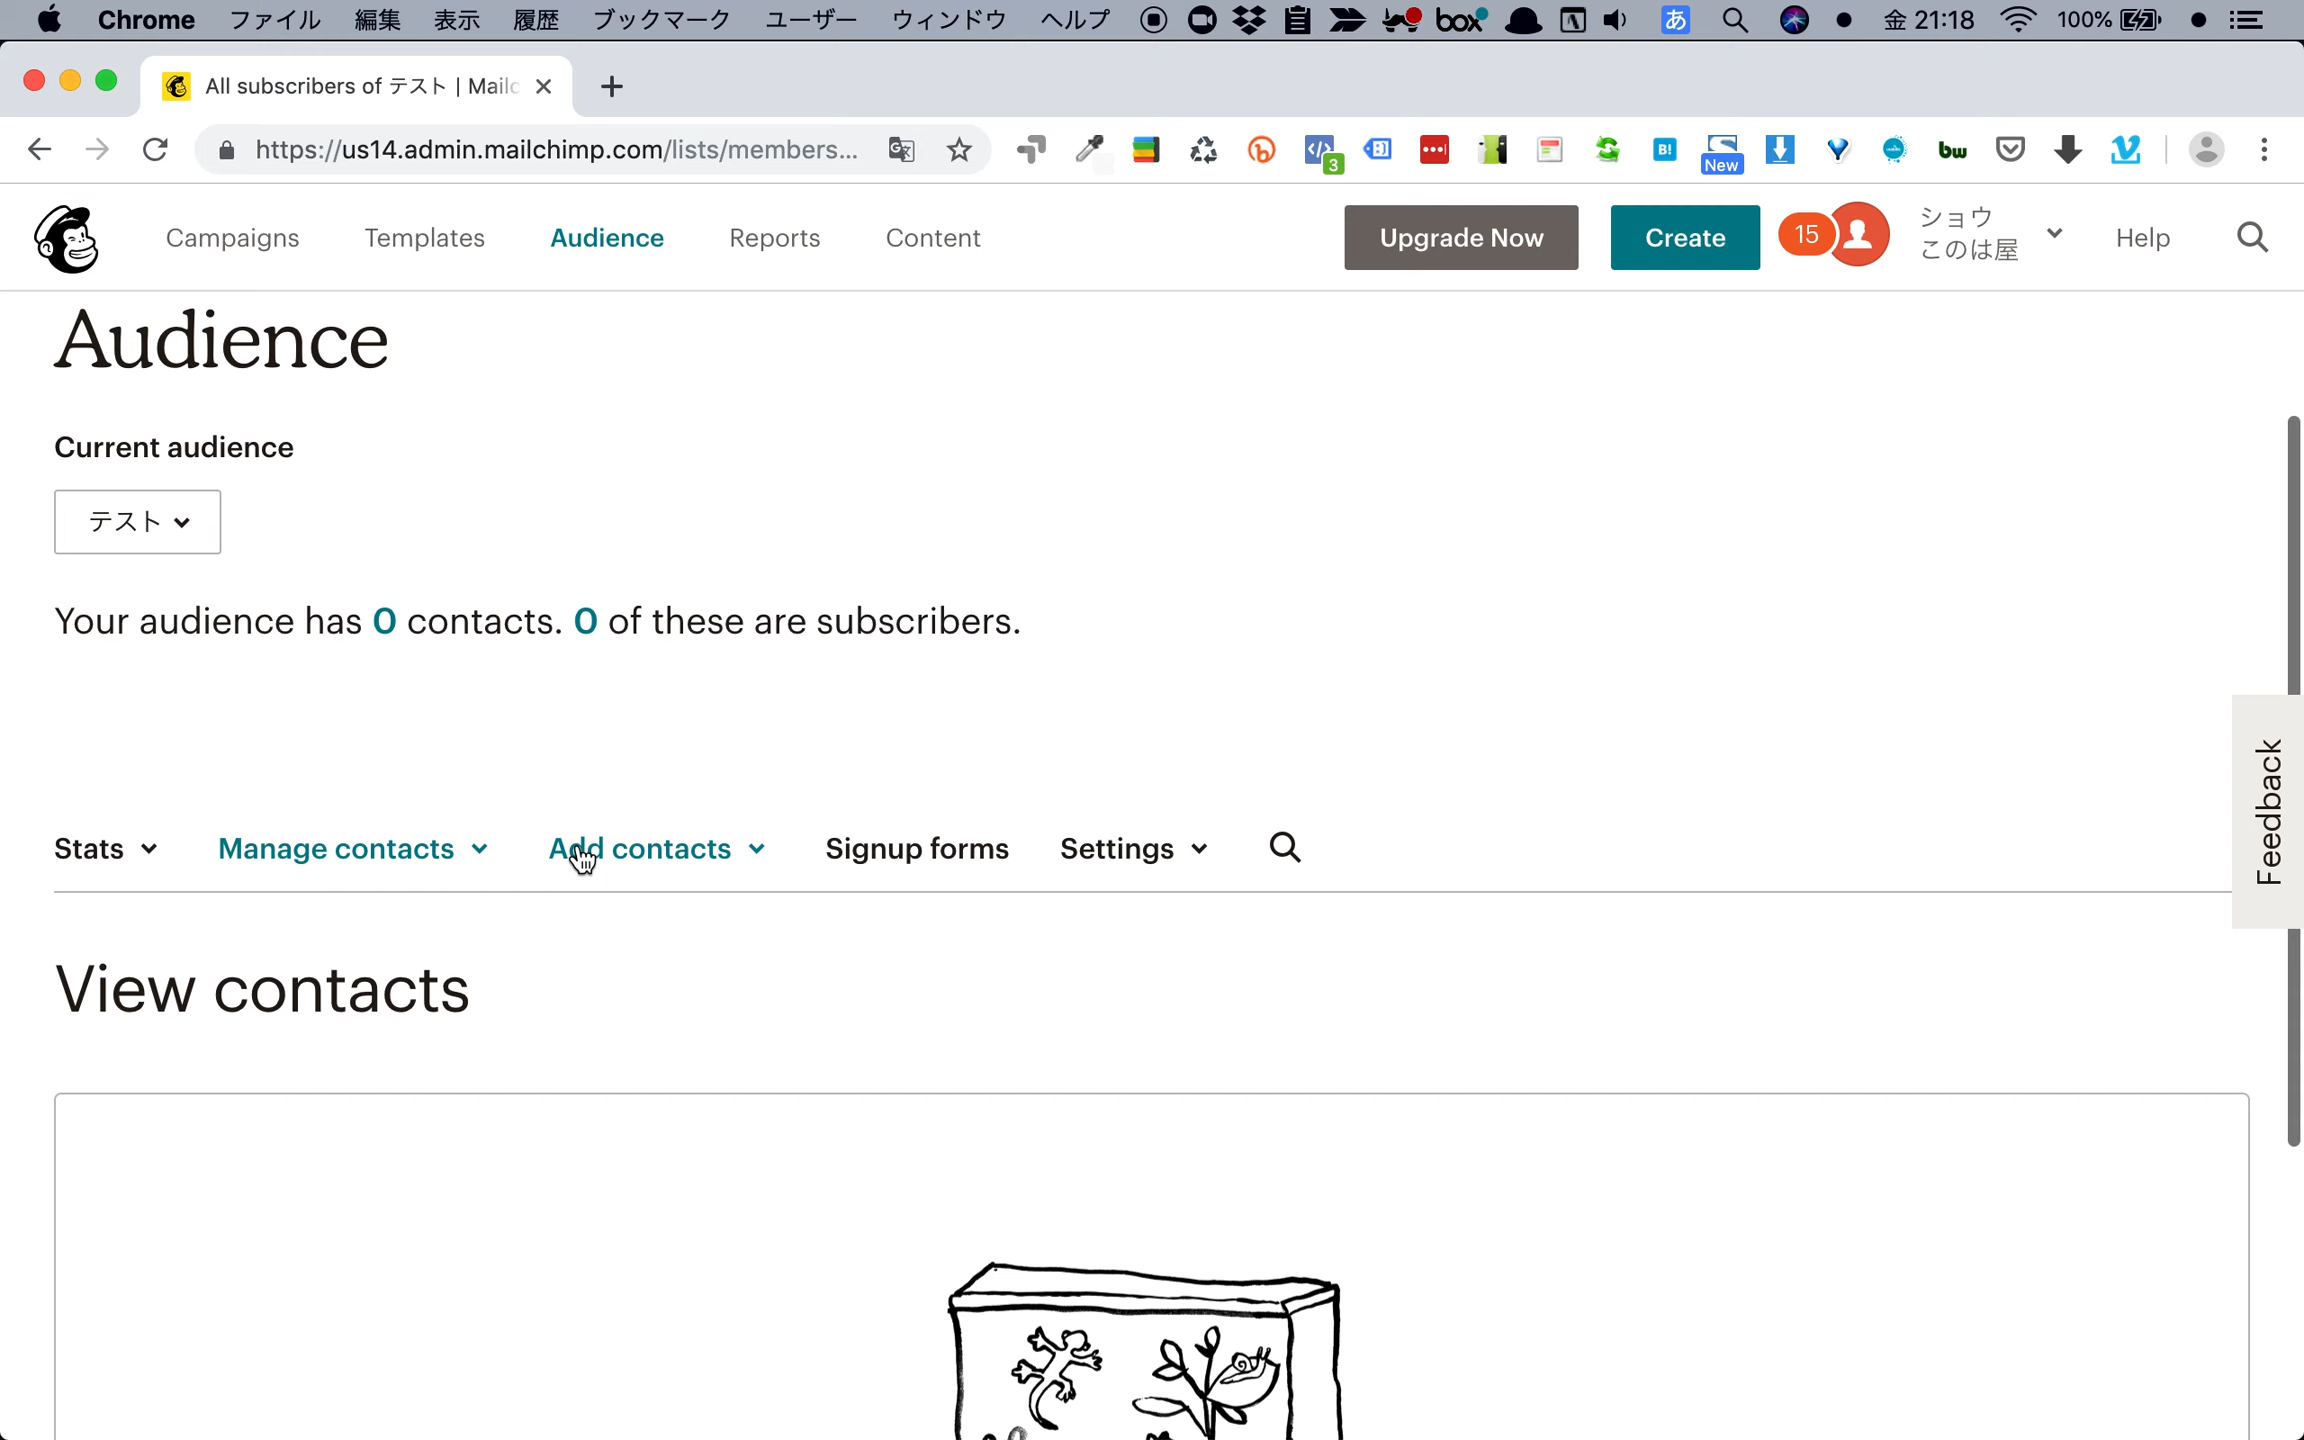 Chrome ファイル 編集 表示 履歴 ブックマーク ユーザー ウィンドウ ヘルプ box あ 金 21:18 100%
All subscribers of テスト | Mailc
https://us14.admin.mailchimp.com/lists/members... 3 B! New bw
Campaigns Templates Audience Reports Content Upgrade Now Create 15 ショウ このは屋 Help
Audience
Current audience
テスト
Your audience has 0 contacts. 0 of these are subscribers.
Feedback
Stats Manage contacts Add contacts Signup forms Settings
View contacts